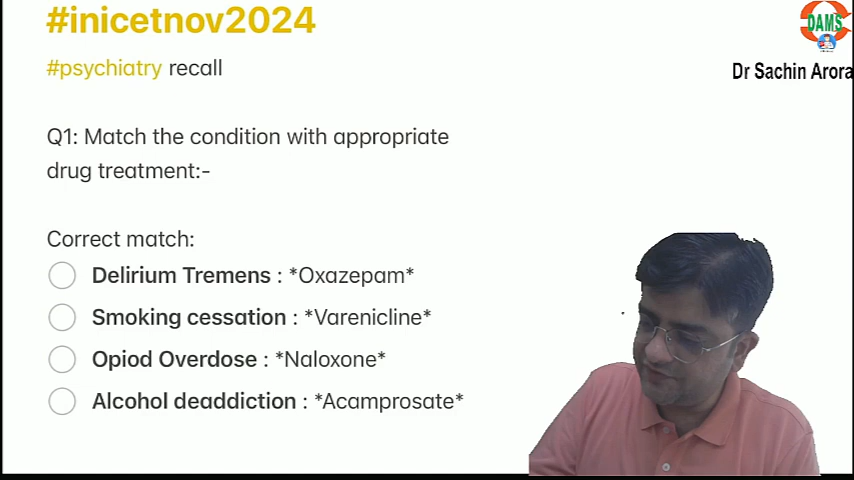 #inicetnov2024
DAMS
#psychiatry recall
Dr Sachin Arora
Q1: Match the condition with appropriate
drug treatment:-
Correct match:
Delirium Tremens : *Oxazepam*
Smoking cessation : *Varenicline*
Opiod Overdose : *Naloxone*
Alcohol deaddiction : *Acamprosate*